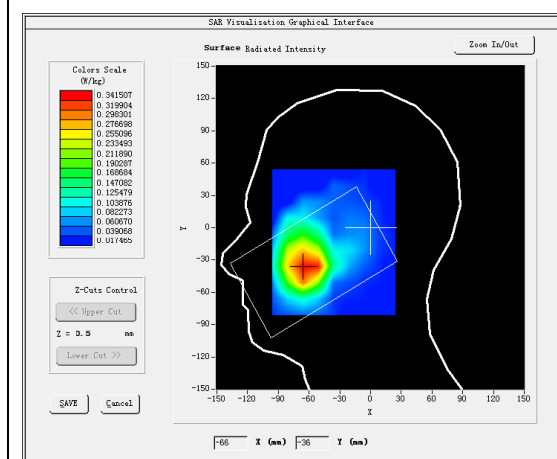 SAR Visualisation Graphical Interface
Surface Radiated Intensity
Zoom In/Out
Colors Scale
(W/kg)
0.341507
0.319904
0.298301
0.276698
0.255096
0.233493
0.211890
0.190287
0.168684
0.147082
0.125479
0.103876
0.082273
0.060670
0.039068
0.017465
150
120
90
60
30
0
-30
-60
-90
-120
-150
Y
-150 -120 -90 -60 -30 0 30 60 90 120 150
X
Z-Cuts Control
<< Upper Cut
Z = 0.5 mm
Lower Cut >>
SAVE Cancel
-66 X (mm) -36 Y (mm)